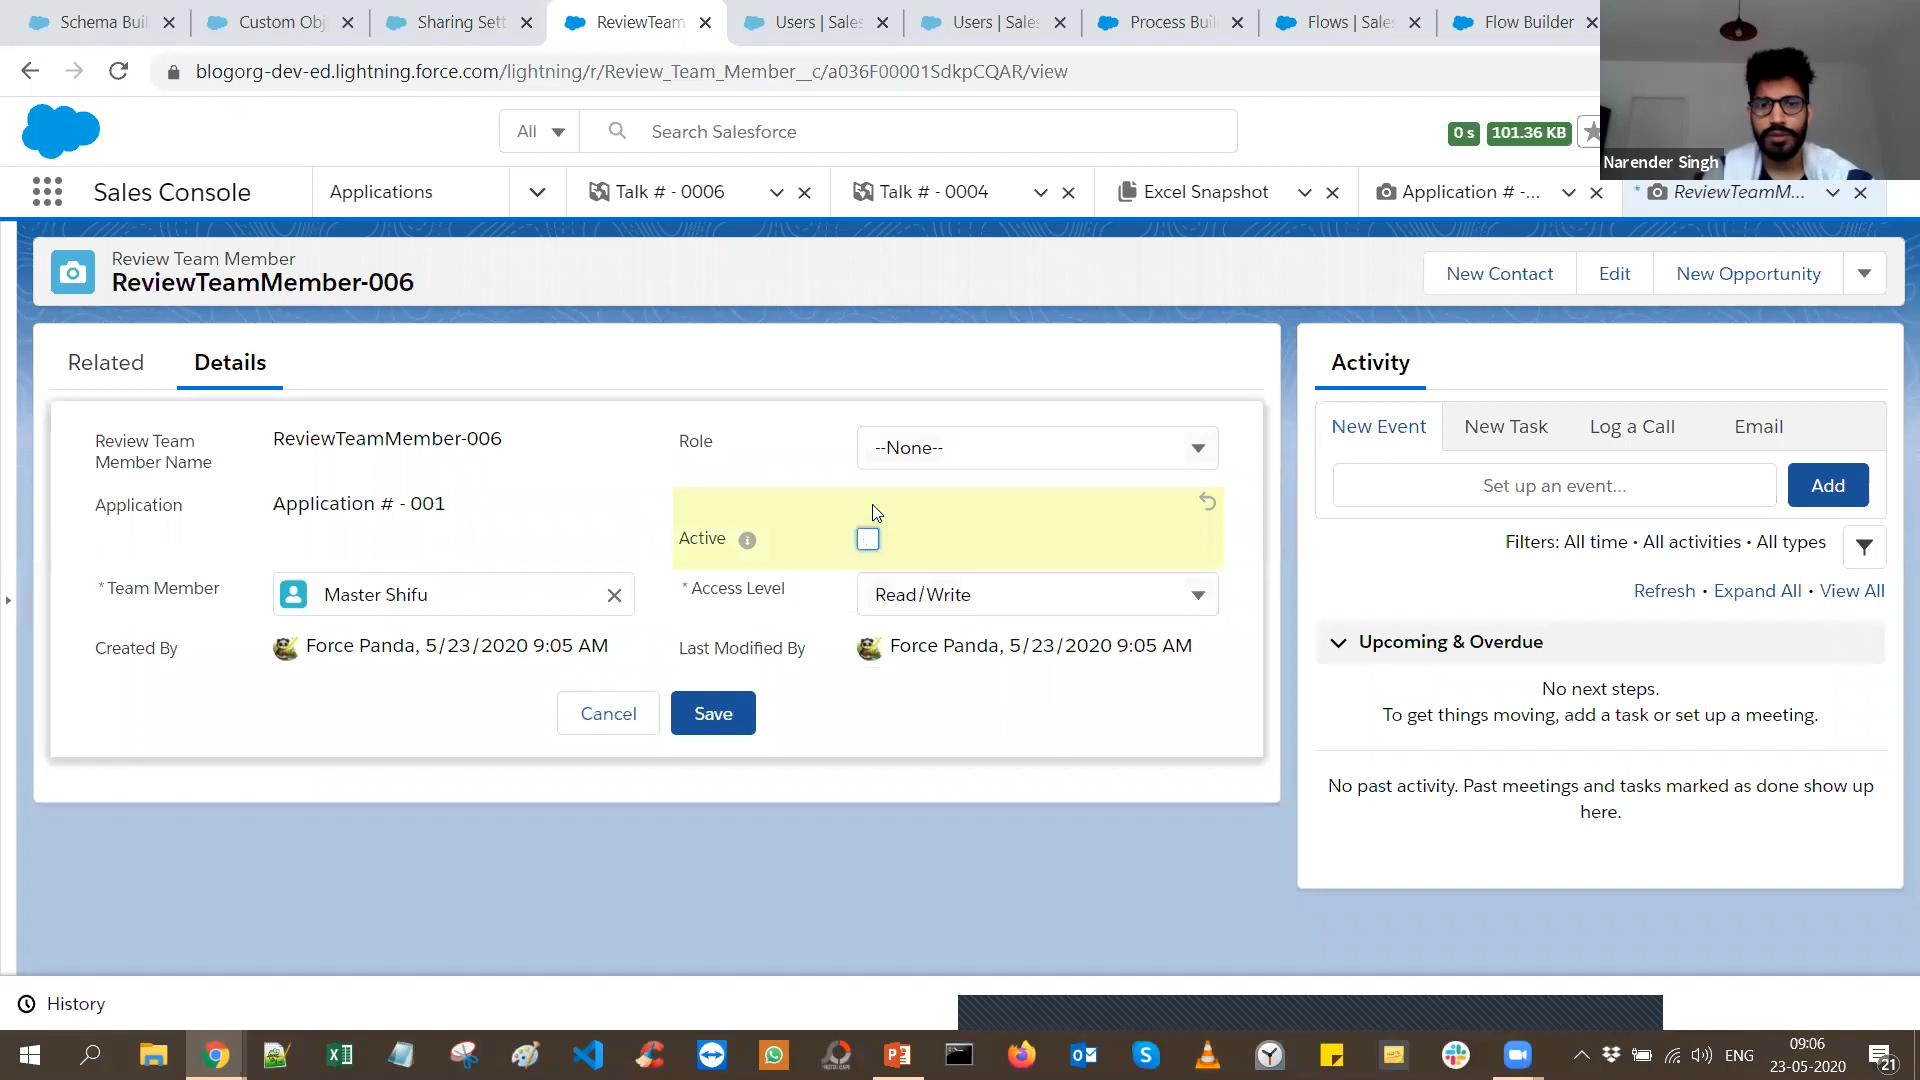 Schema Buil
Custom Obj
Sharing Sett
ReviewTeam
Users | Sales
Users | Sales
Process Buil
Flows | Sales
Flow Builder
blogorg-dev-ed.lightning.force.com/lightning/r/Review_Team_Member__c/a036F00001SdkpCQAR/view
All
Search Salesforce
0 s
101.36 KB
Narender Singh
Sales Console
Applications
Talk # - 0006
Talk # - 0004
Excel Snapshot
Application # -...
* ReviewTeamM...
Review Team Member
ReviewTeamMember-006
New Contact
Edit
New Opportunity
Related
Details
Review Team
Member Name
ReviewTeamMember-006
Role
--None--
Application
Application # - 001
Active
*Team Member
Master Shifu
*Access Level
Read/Write
Created By
Force Panda, 5/23/2020 9:05 AM
Last Modified By
Force Panda, 5/23/2020 9:05 AM
Cancel
Save
Activity
New Event
New Task
Log a Call
Email
Set up an event...
Add
Filters: All time • All activities • All types
Refresh • Expand All • View All
Upcoming & Overdue
No next steps.
To get things moving, add a task or set up a meeting.
No past activity. Past meetings and tasks marked as done show up
here.
History
ENG
09:06
23-05-2020
21